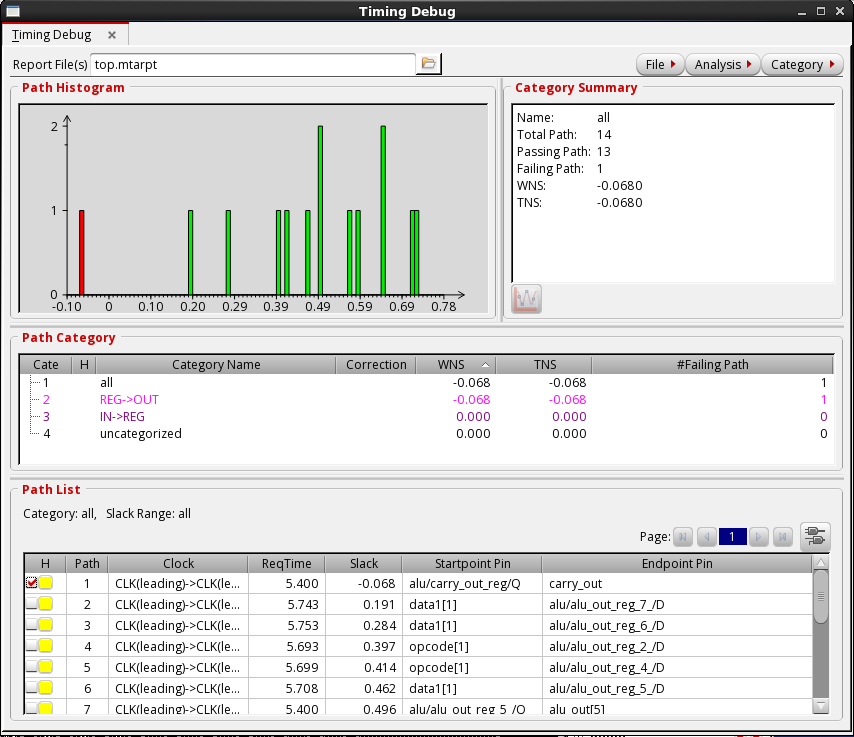 Timing Debug
Timing Debug
Report File(s) top.mtarpt File Analysis Category
Path Histogram
2
1
0
-0.10 0 0.10 0.20 0.29 0.39 0.49 0.59 0.69 0.78
Category Summary
Name: all
Total Path: 14
Passing Path: 13
Failing Path: 1
WNS: -0.0680
TNS: -0.0680
Path Category
Cate H Category Name Correction WNS TNS #Failing Path
1 all -0.068 -0.068 1
2 REG->OUT -0.068 -0.068 1
3 IN->REG 0.000 0.000 0
4 uncategorized 0.000 0.000 0
Path List
Category: all, Slack Range: all
Page: 1
H Path Clock ReqTime Slack Startpoint Pin Endpoint Pin
1 CLK(leading)->CLK(le... 5.400 -0.068 alu/carry_out_reg/Q carry_out
2 CLK(leading)->CLK(le... 5.743 0.191 data1[1] alu/alu_out_reg_7_/D
3 CLK(leading)->CLK(le... 5.753 0.284 data1[1] alu/alu_out_reg_6_/D
4 CLK(leading)->CLK(le... 5.693 0.397 opcode[1] alu/alu_out_reg_2_/D
5 CLK(leading)->CLK(le... 5.699 0.414 opcode[1] alu/alu_out_reg_4_/D
6 CLK(leading)->CLK(le... 5.708 0.462 data1[1] alu/alu_out_reg_5_/D
7 CLK(leading)->CLK(le... 5.400 0.496 alu/alu_out_reg_5_/Q alu_out[5]